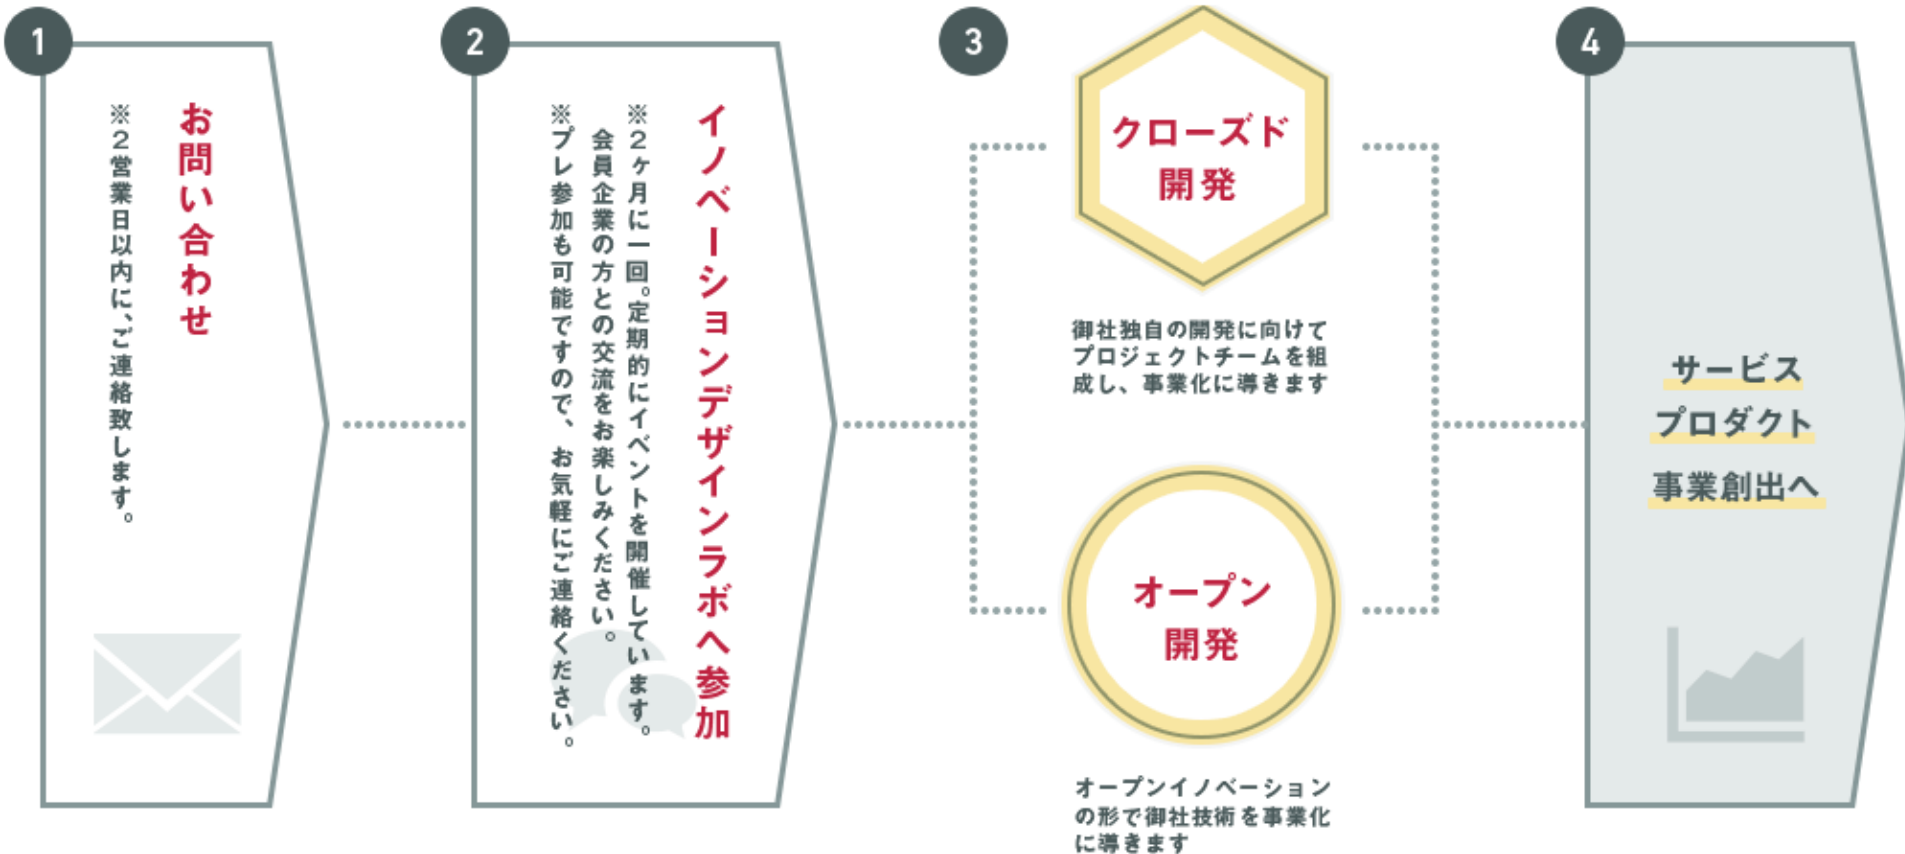 1
お問い合わせ
※２営業日以内に、ご連絡致します。
2
イノベーションデザインラボへ参加
※２ヶ月に一回。定期的にイベントを開催しています。
会員企業の方との交流をお楽しみください。
※プレ参加も可能ですので、お気軽にご連絡ください。
3
クローズド
開発
御社独自の開発に向けて
プロジェクトチームを組
成し、事業化に導きます
オープン
開発
オープンイノベーション
の形で御社技術を事業化
に導きます
4
サービス
プロダクト
事業創出へ